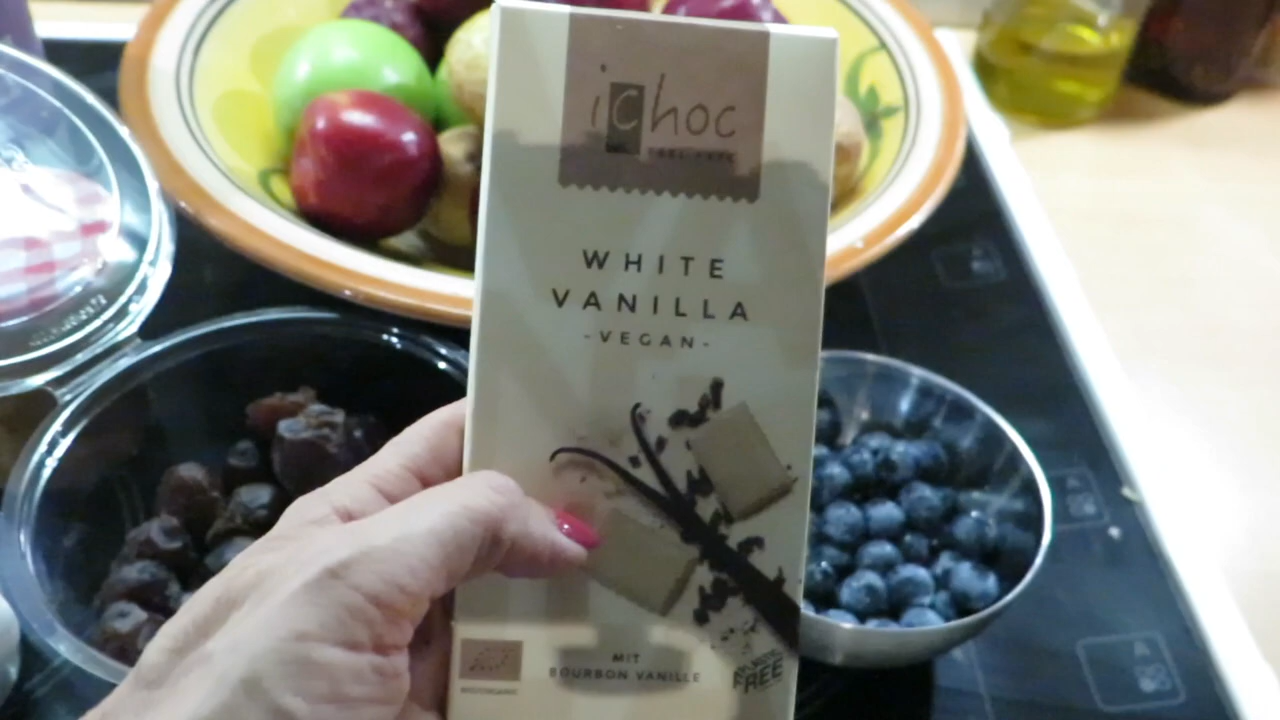 ichoc
WHITE
VANILLA
-VEGAN-
MIT
BOURBON VANILLE
FREE
A
A